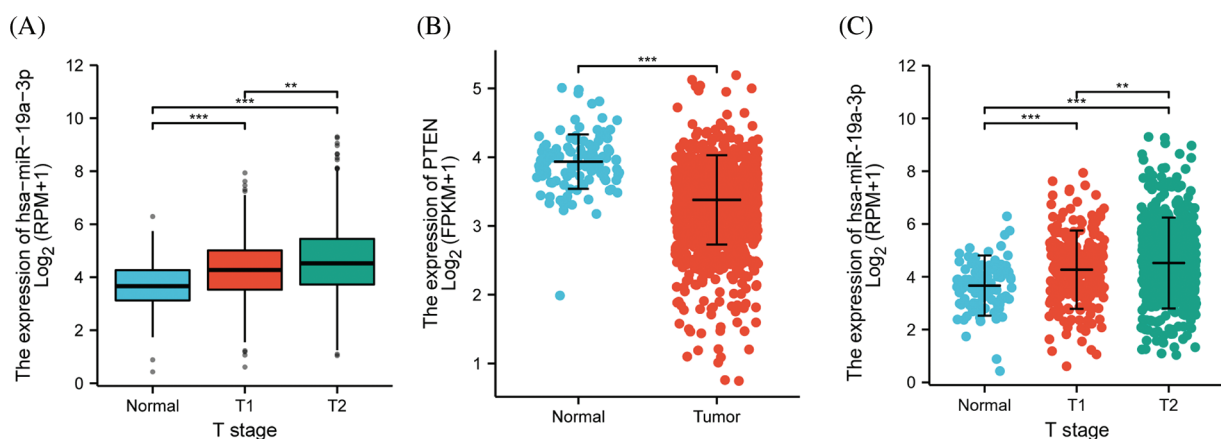 (A)
The expression of hsa−miR−19a−3p
Log2 (RPM+1)
12
10
8
6
4
2
0
**
***
***
Normal
T1
T2
T stage
(B)
The expression of PTEN
Log2 (FPKM+1)
5
4
3
2
1
***
Normal
Tumor
(C)
The expression of hsa-miR-19a-3p
Log2 (RPM+1)
12
10
8
6
4
2
0
**
***
***
Normal
T1
T2
T stage